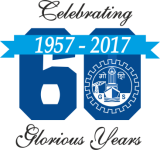 Celebrating
1957 - 2017
60
G S
Glorious Years